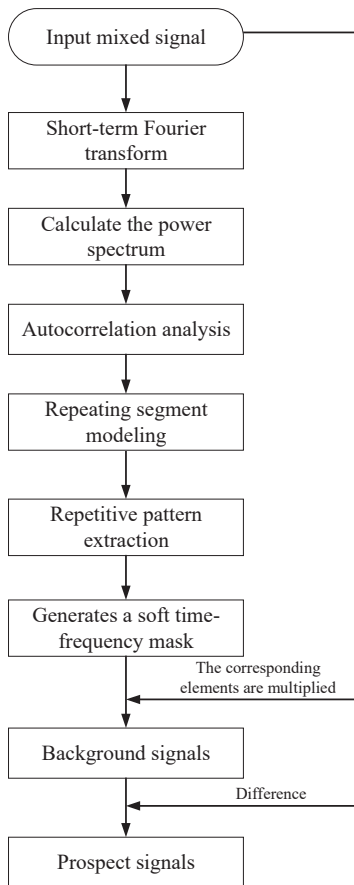 Input mixed signal
Short-term Fourier
transform
Calculate the power
spectrum
Autocorrelation analysis
Repeating segment
modeling
Repetitive pattern
extraction
Generates a soft time-
frequency mask
The corresponding
elements are multiplied
Background signals
Difference
Prospect signals